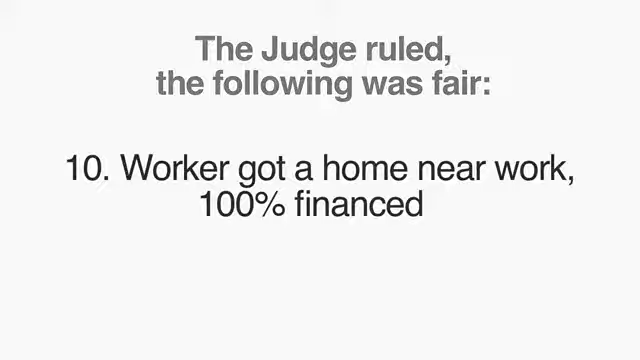 The Judge ruled,
the following was fair:
10. Worker got a home near work,
100% financed